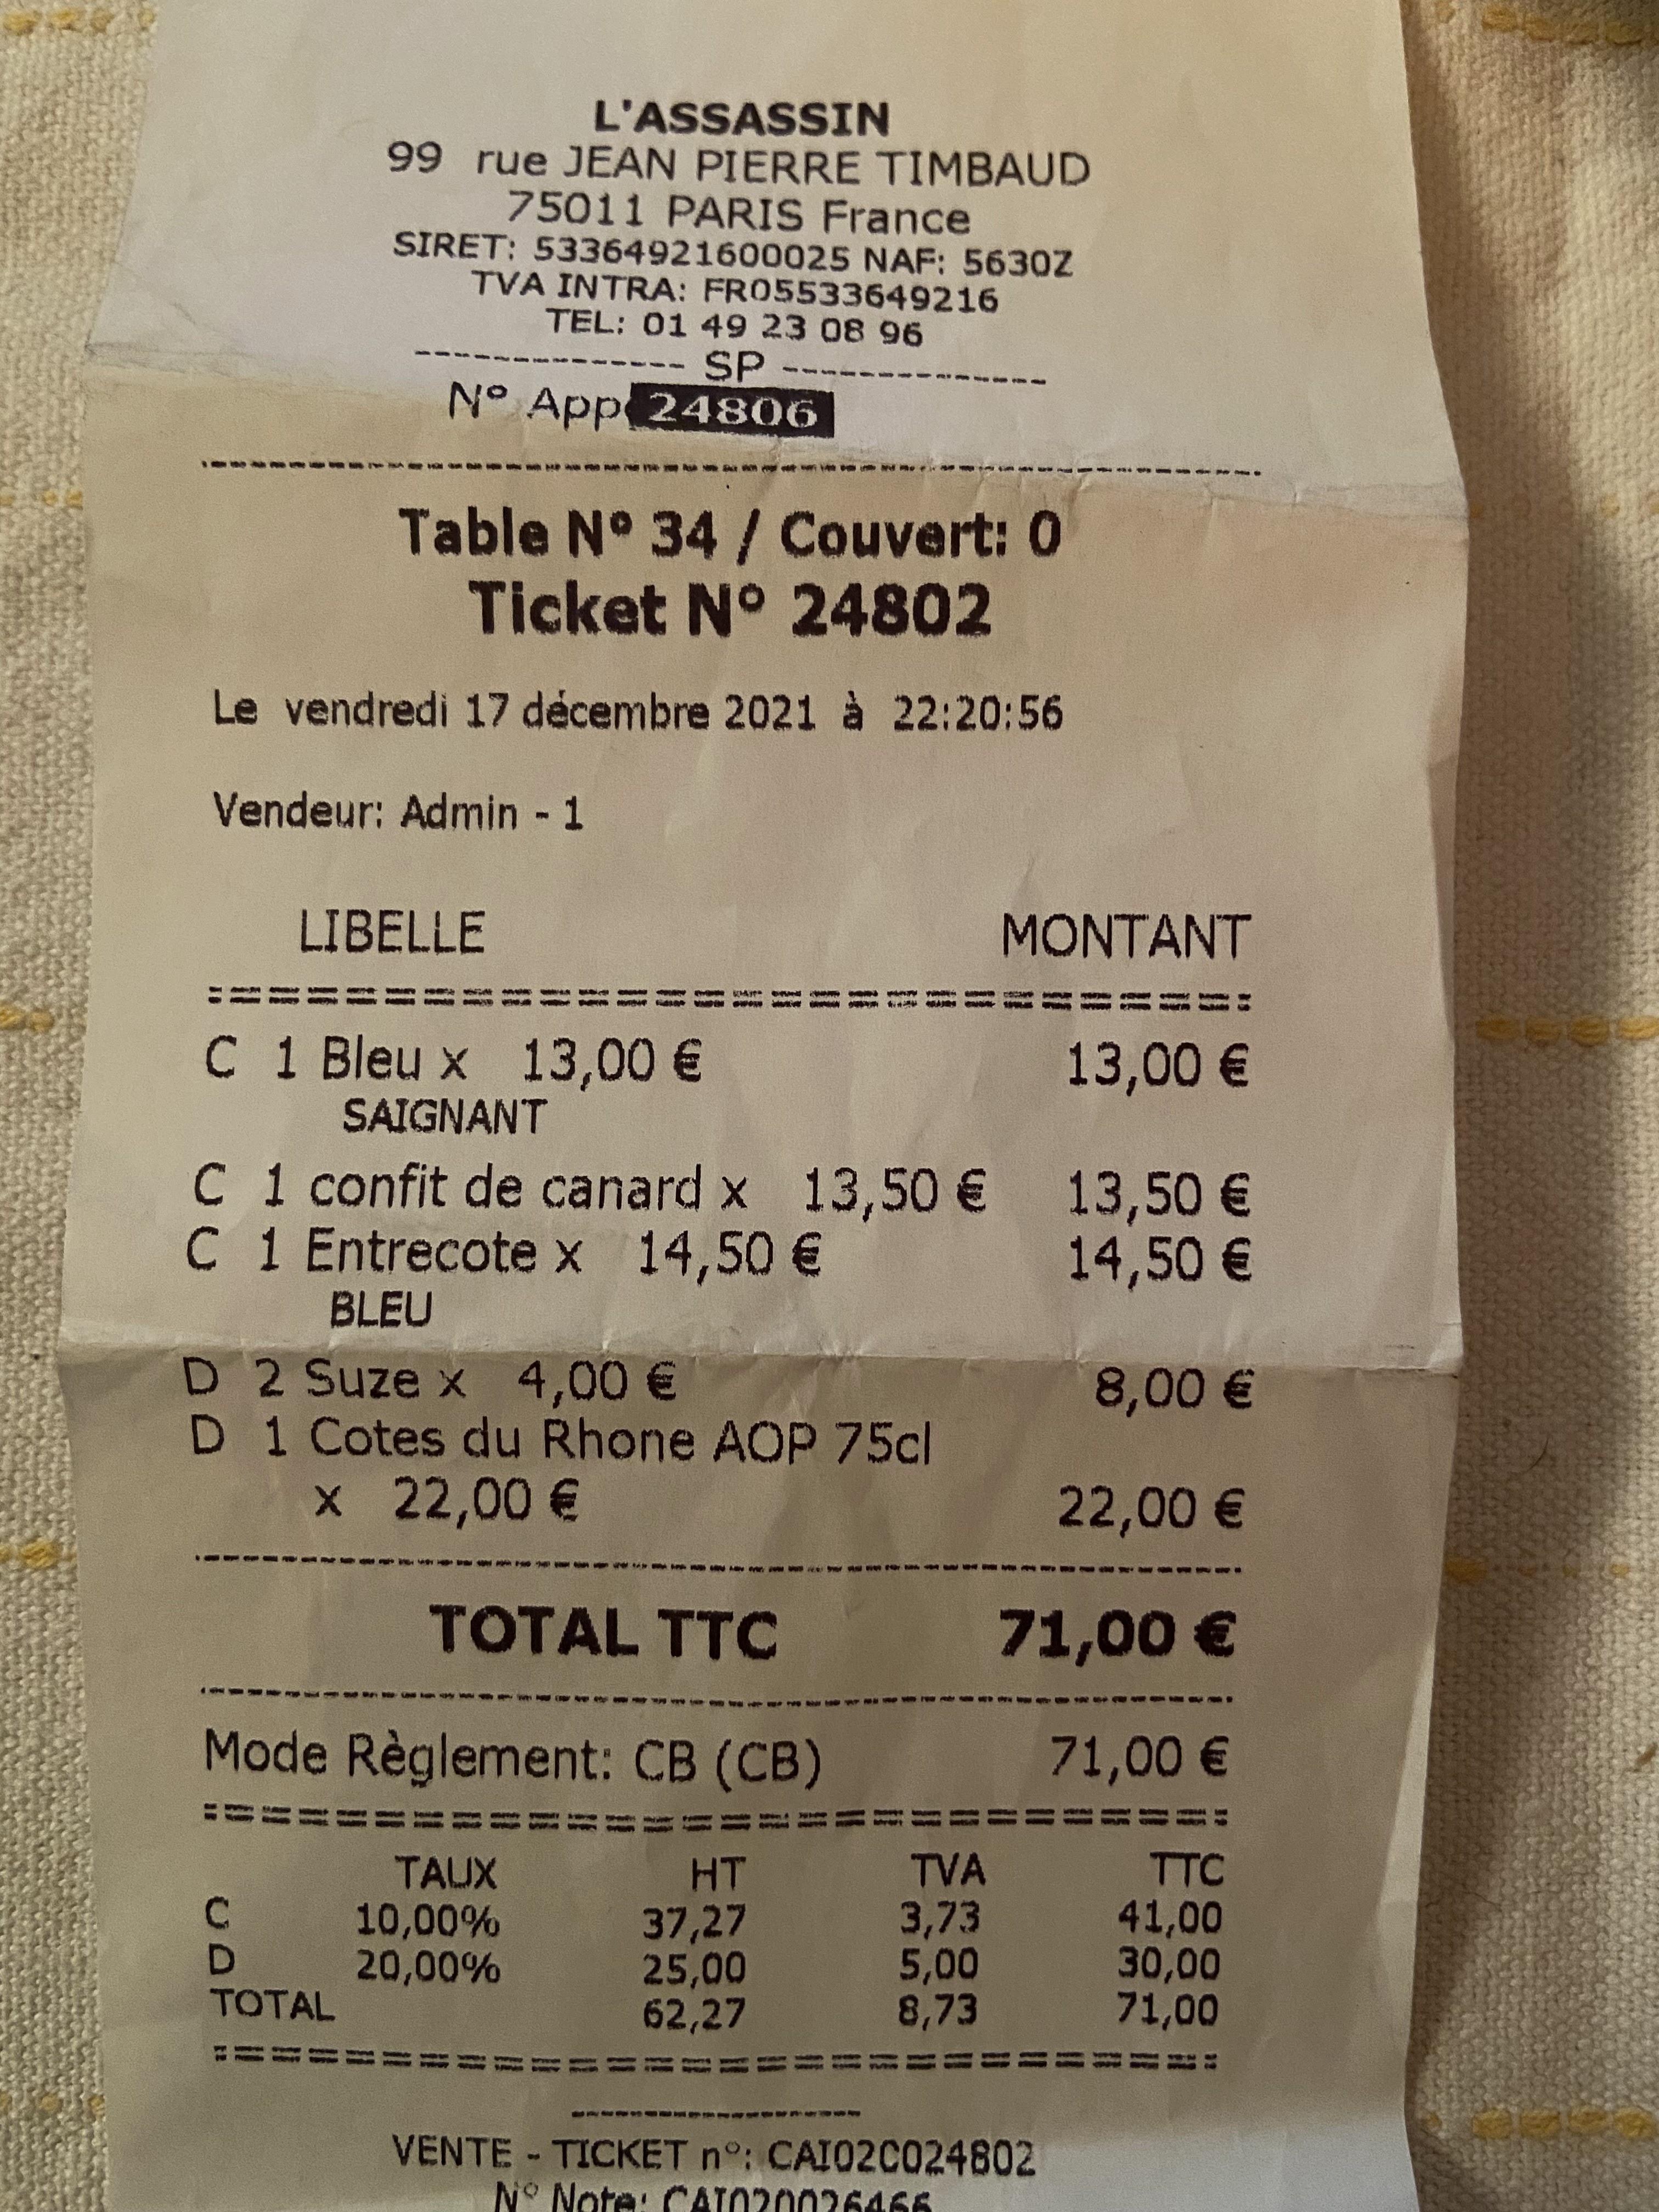 L'ASSASSIN
99 rue JEAN PIERRE TIMBAUD
75011 PARIS France
SIRET: 53364921600025 NAF: 5630Z
TVA INTRA: FR05533649216
TEL: 01 49 23 08 96
-------------- SP --------------
N° App 24806
Table N° 34 / Couvert: 0
Ticket N° 24802
Le vendredi 17 décembre 2021 à 22:20:56
Vendeur: Admin - 1
LIBELLE MONTANT
C 1 Bleu x 13,00 € 13,00 €
SAIGNANT
C 1 confit de canard x 13,50 € 13,50 €
C 1 Entrecote x 14,50 € 14,50 €
BLEU
D 2 Suze x 4,00 € 8,00 €
D 1 Cotes du Rhone AOP 75cl
x 22,00 € 22,00 €
TOTAL TTC 71,00 €
Mode Règlement: CB (CB) 71,00 €
TAUX HT TVA TTC
C 10,00% 37,27 3,73 41,00
D 20,00% 25,00 5,00 30,00
TOTAL 62,27 8,73 71,00
VENTE - TICKET n°: CAI02C024802
N° Note: CAI020026466